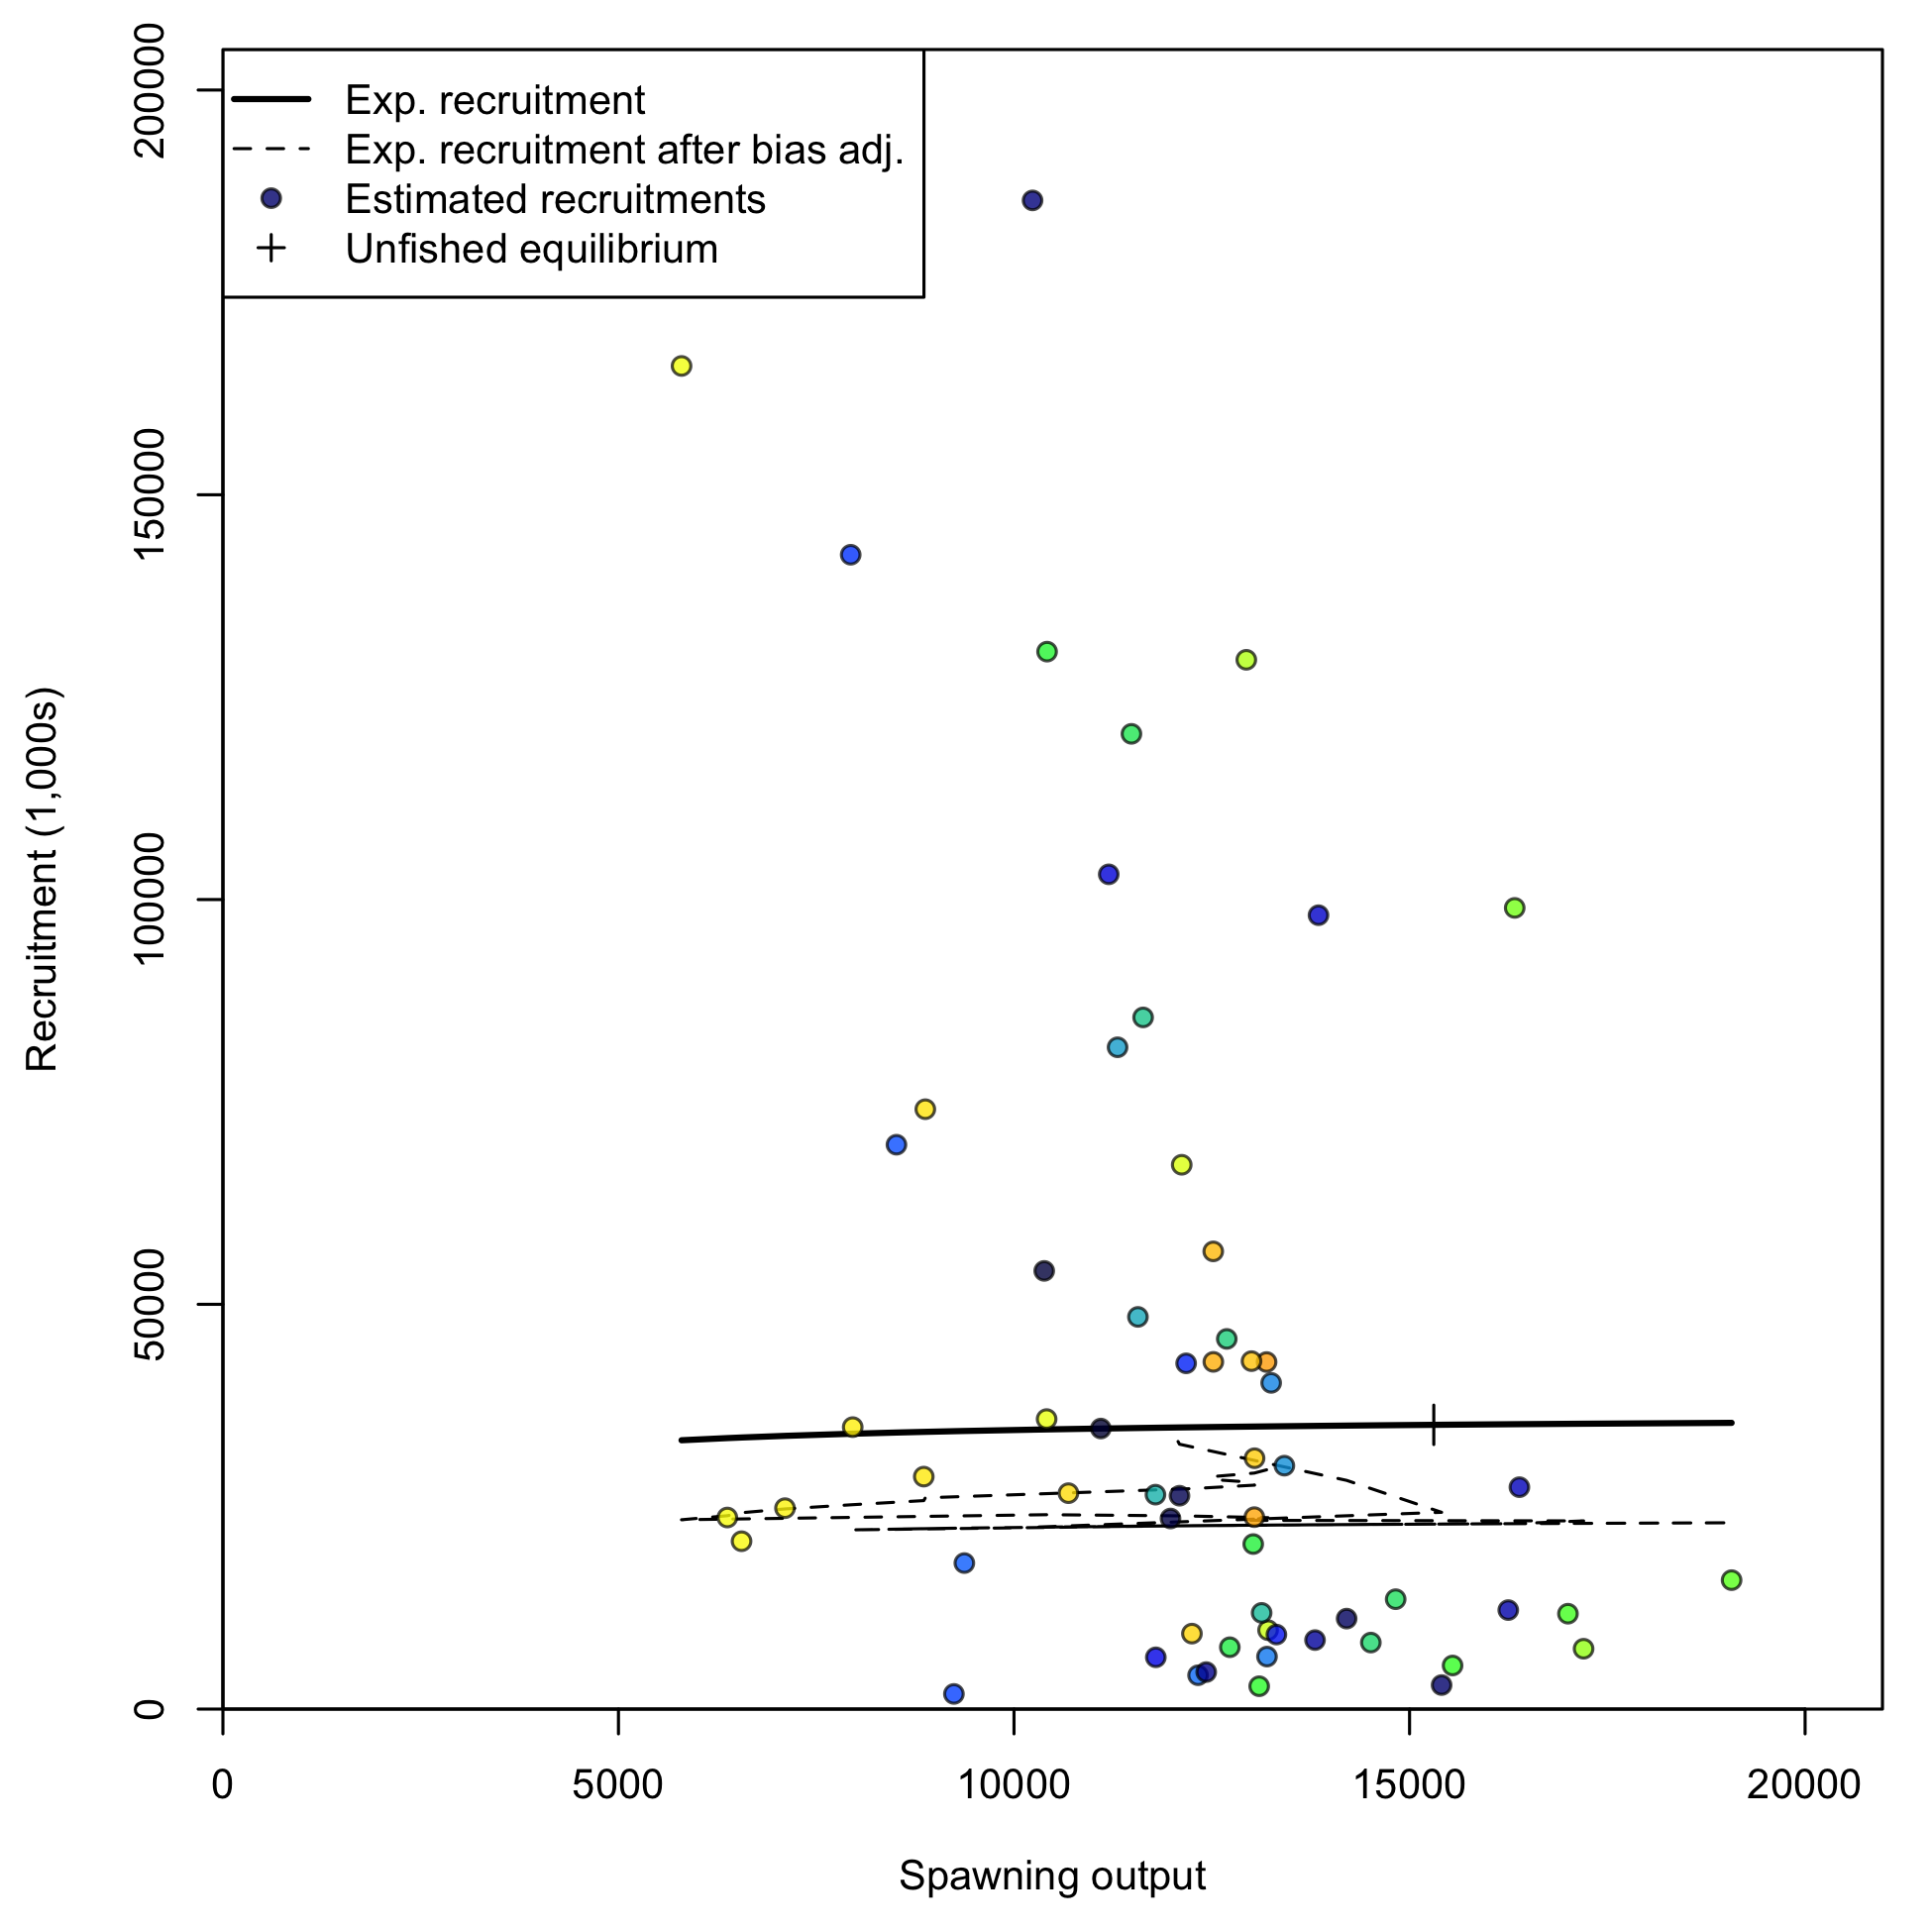 Exp. recruitment
Exp. recruitment after bias adj.
Estimated recruitments
Unfished equilibrium
200000
150000
100000
50000
0
Recruitment (1,000s)
0 5000 10000 15000 20000
Spawning output